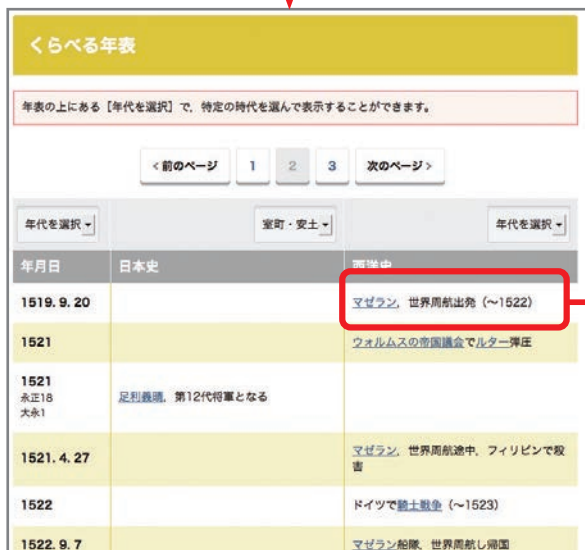 くらべる年表
年表の上にある［年代を選択］で，特定の時代を選んで表示することができます。
<前のページ 1 2 3 次のページ>
年代を選択 室町・安土 年代を選択
年月日 日本史 西洋史
1519. 9. 20 マゼラン，世界周航出発（〜1522）
1521 ウォルムスの帝国議会でルター弾圧
1521
永正18 足利義晴，第12代将軍となる
大永1
1521. 4. 27 マゼラン，世界周航途中，フィリピンで殺
害
1522 ドイツで騎士戦争（〜1523）
1522. 9. 7 マゼラン船隊，世界周航し帰国